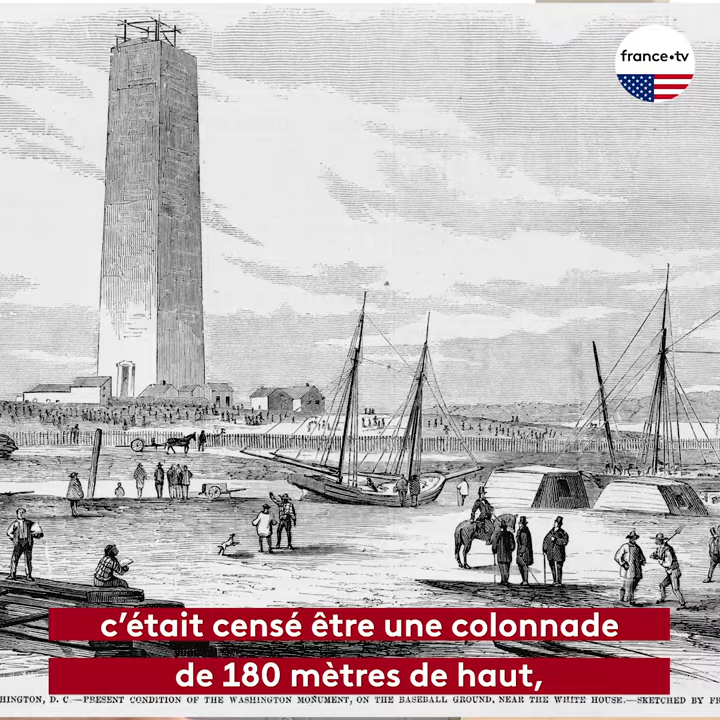 france•tv
c'était censé être une colonnade
de 180 mètres de haut,
HINGTON, D. C.—PRESENT CONDITION OF THE WASHINGTON MONUMENT, ON THE BASEBALL GROUND, NEAR THE WHITE HOUSE.—SKETCHED BY